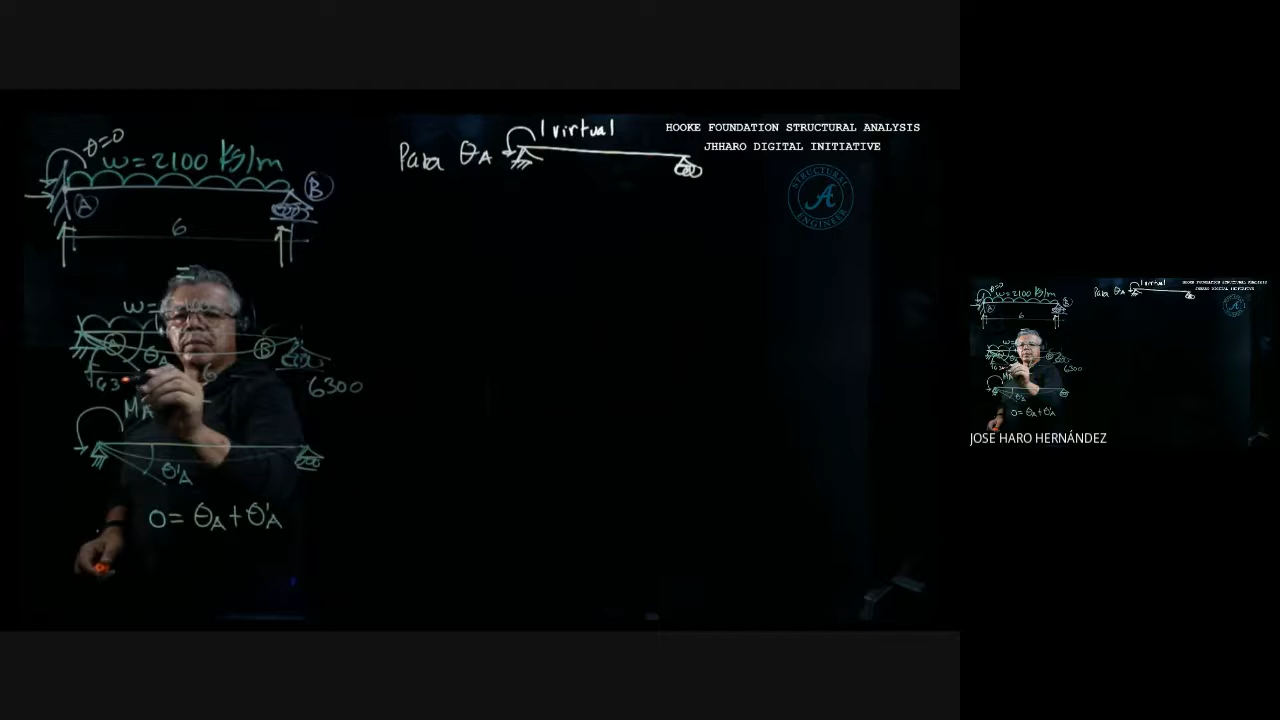 θ=0
w=2100 kg/m
A
B
6
=
w=
A
θA
B
6
63
6300
MA
θ'A
0=θA+θ'A
Para θA
1 virtual
HOOKE FOUNDATION STRUCTURAL ANALYSIS
JHHARO DIGITAL INITIATIVE
STRUCTURAL
A
ENGINEER
JOSE HARO HERNÁNDEZ